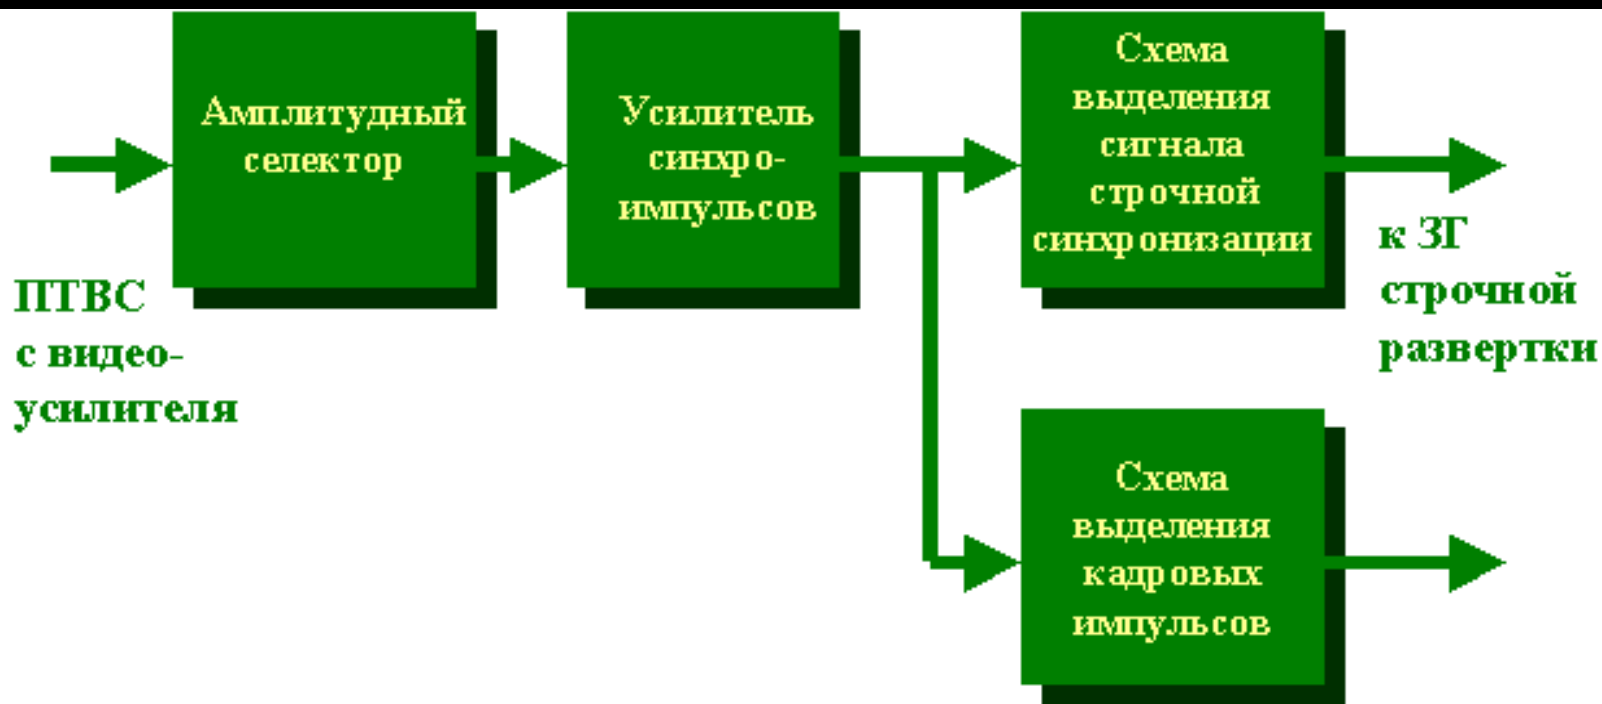 Амплитудный
селектор
Усилитель
синхро-
импульсов
Схема
выделения
сигнала
строчной
синхронизации
к ЗГ
строчной
развертки
ПТВС
с видео-
усилителя
Схема
выделения
кадровых
импульсов